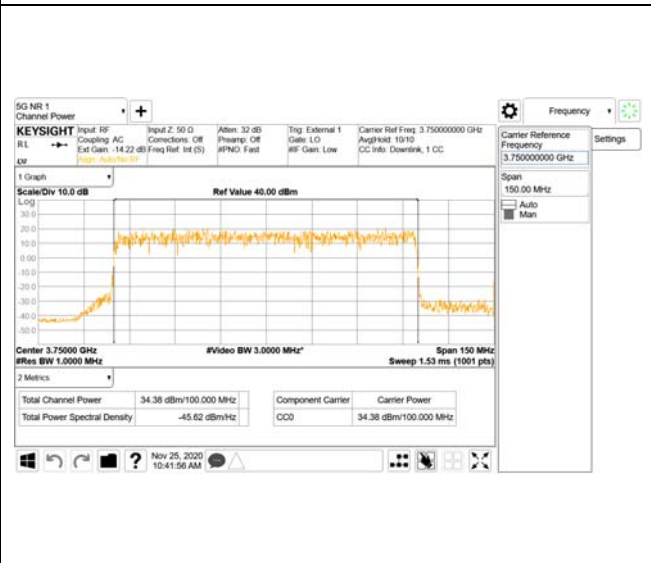 5G NR 1
Channel Power
Frequency
KEYSIGHT
Input: RF
Input Z: 50 Ω
Atten: 32 dB
Trig: External 1
Carrier Ref Freq: 3.750000000 GHz
RL
Coupling: AC
Corrections: Off
Preamp: Off
Gate: LO
Avg|Hold: 10/10
Ext Gain: -14.22 dB
Freq Ref: Int (S)
#PNO: Fast
#IF Gain: Low
CC Info: Downlink, 1 CC
Align: Auto/No RF
Carrier Reference
Frequency
3.750000000 GHz
Settings
Span
150.00 MHz
Auto
Man
1 Graph
Scale/Div 10.0 dB
Ref Value 40.00 dBm
Log
30.0
20.0
10.0
0.00
-10.0
-20.0
-30.0
-40.0
-50.0
Center 3.75000 GHz
#Video BW 3.0000 MHz*
Span 150 MHz
#Res BW 1.0000 MHz
Sweep 1.53 ms (1001 pts)
2 Metrics
Total Channel Power
34.38 dBm/100.000 MHz
Total Power Spectral Density
-45.62 dBm/Hz
Component Carrier
Carrier Power
CC0
34.38 dBm/100.000 MHz
?
Nov 25, 2020
10:41:56 AM